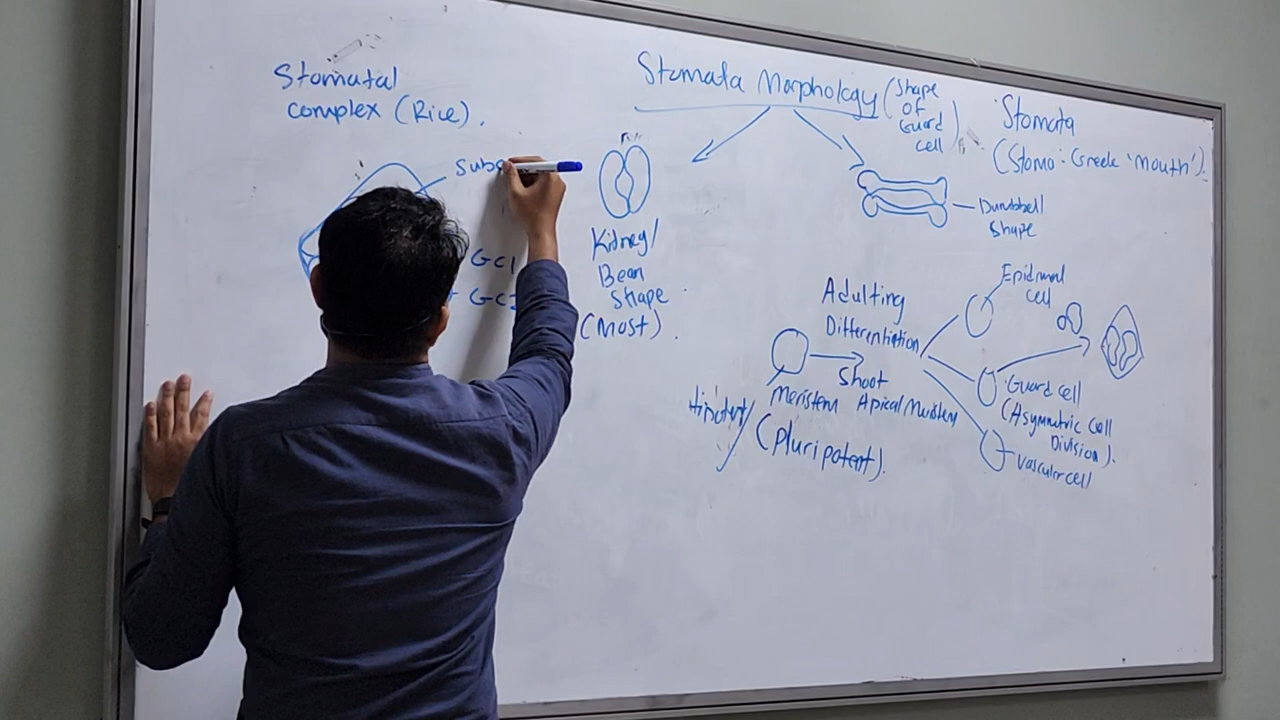 Stomatal
complex (Rice).
Subs
GC1
GC2
Stomata Morphology (Shape
of
Guard
cell)
Stomata
(Stoma: Greek 'mouth').
Kidney/
Bean
Shape
(Most).
Dumbbell
Shape
Adulting
Differentiation
Shoot
Meristem Apical Meristem
(pluripotent).
Epidermal
cell
Guard cell
(Asymmetric cell
Division).
vascular cell